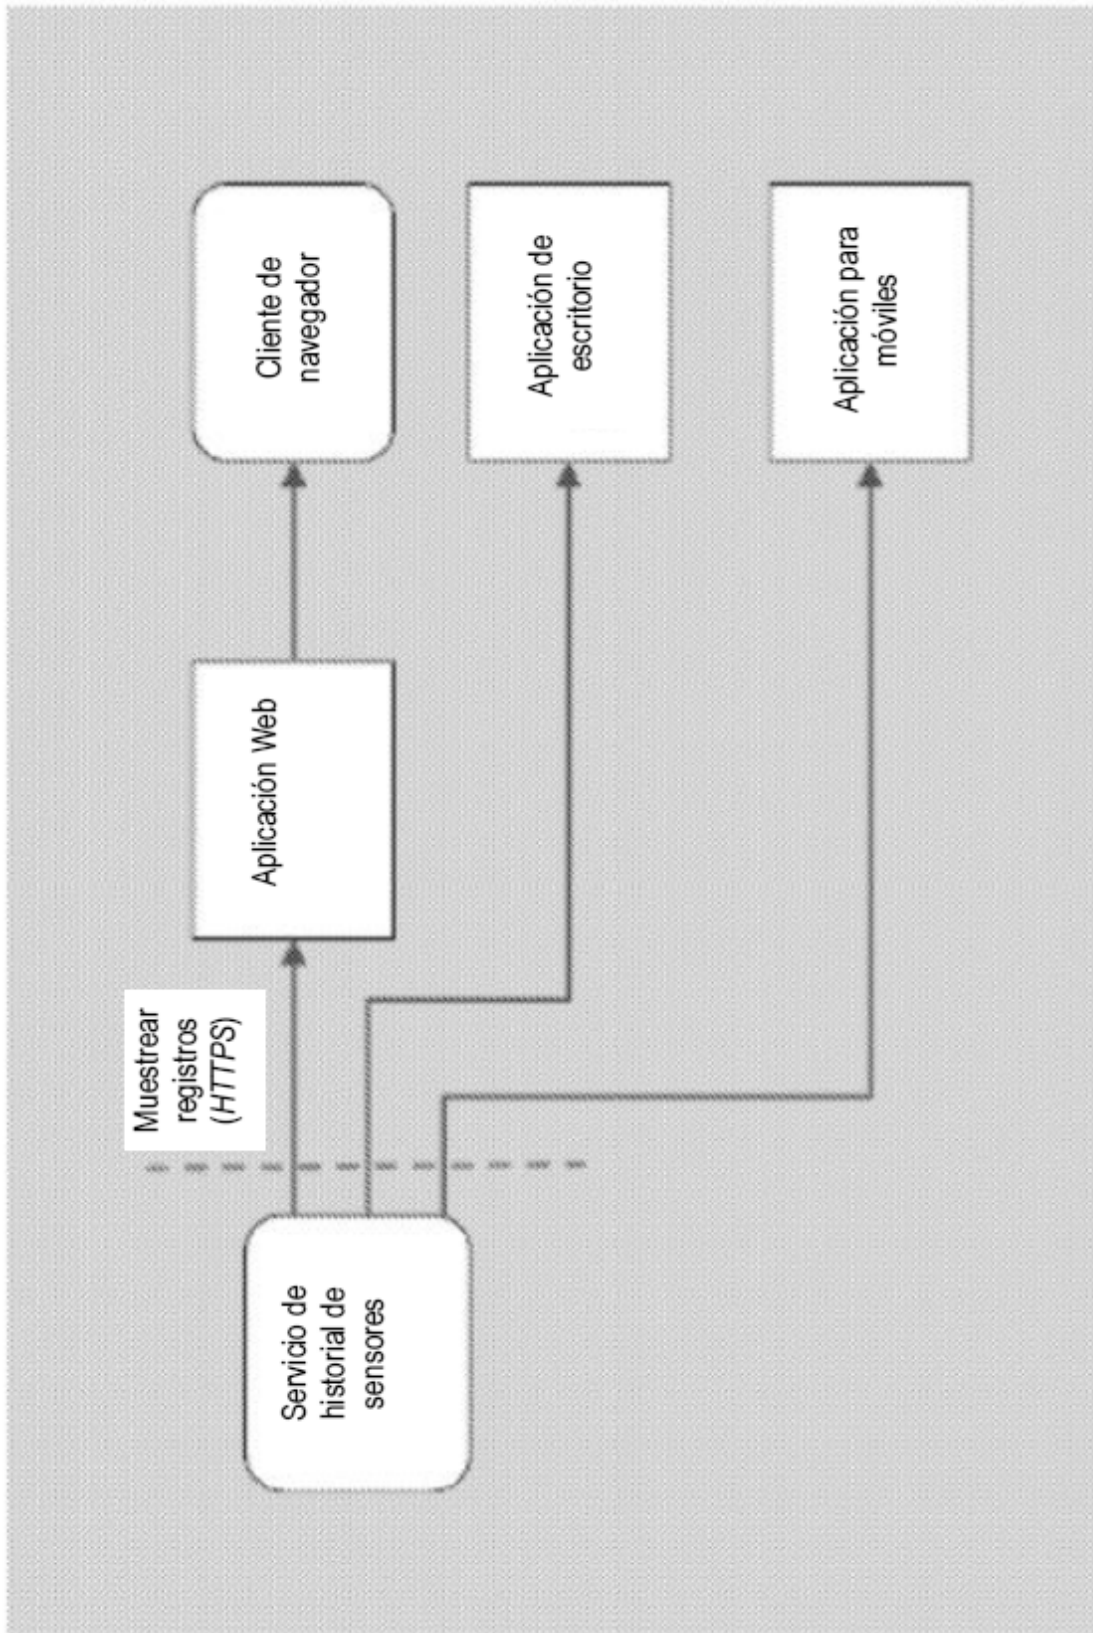 Servicio de
historial de
sensores
Muestrear
registros
(HTTPS)
Aplicación Web
Cliente de
navegador
Aplicación de
escritorio
Aplicación para
móviles